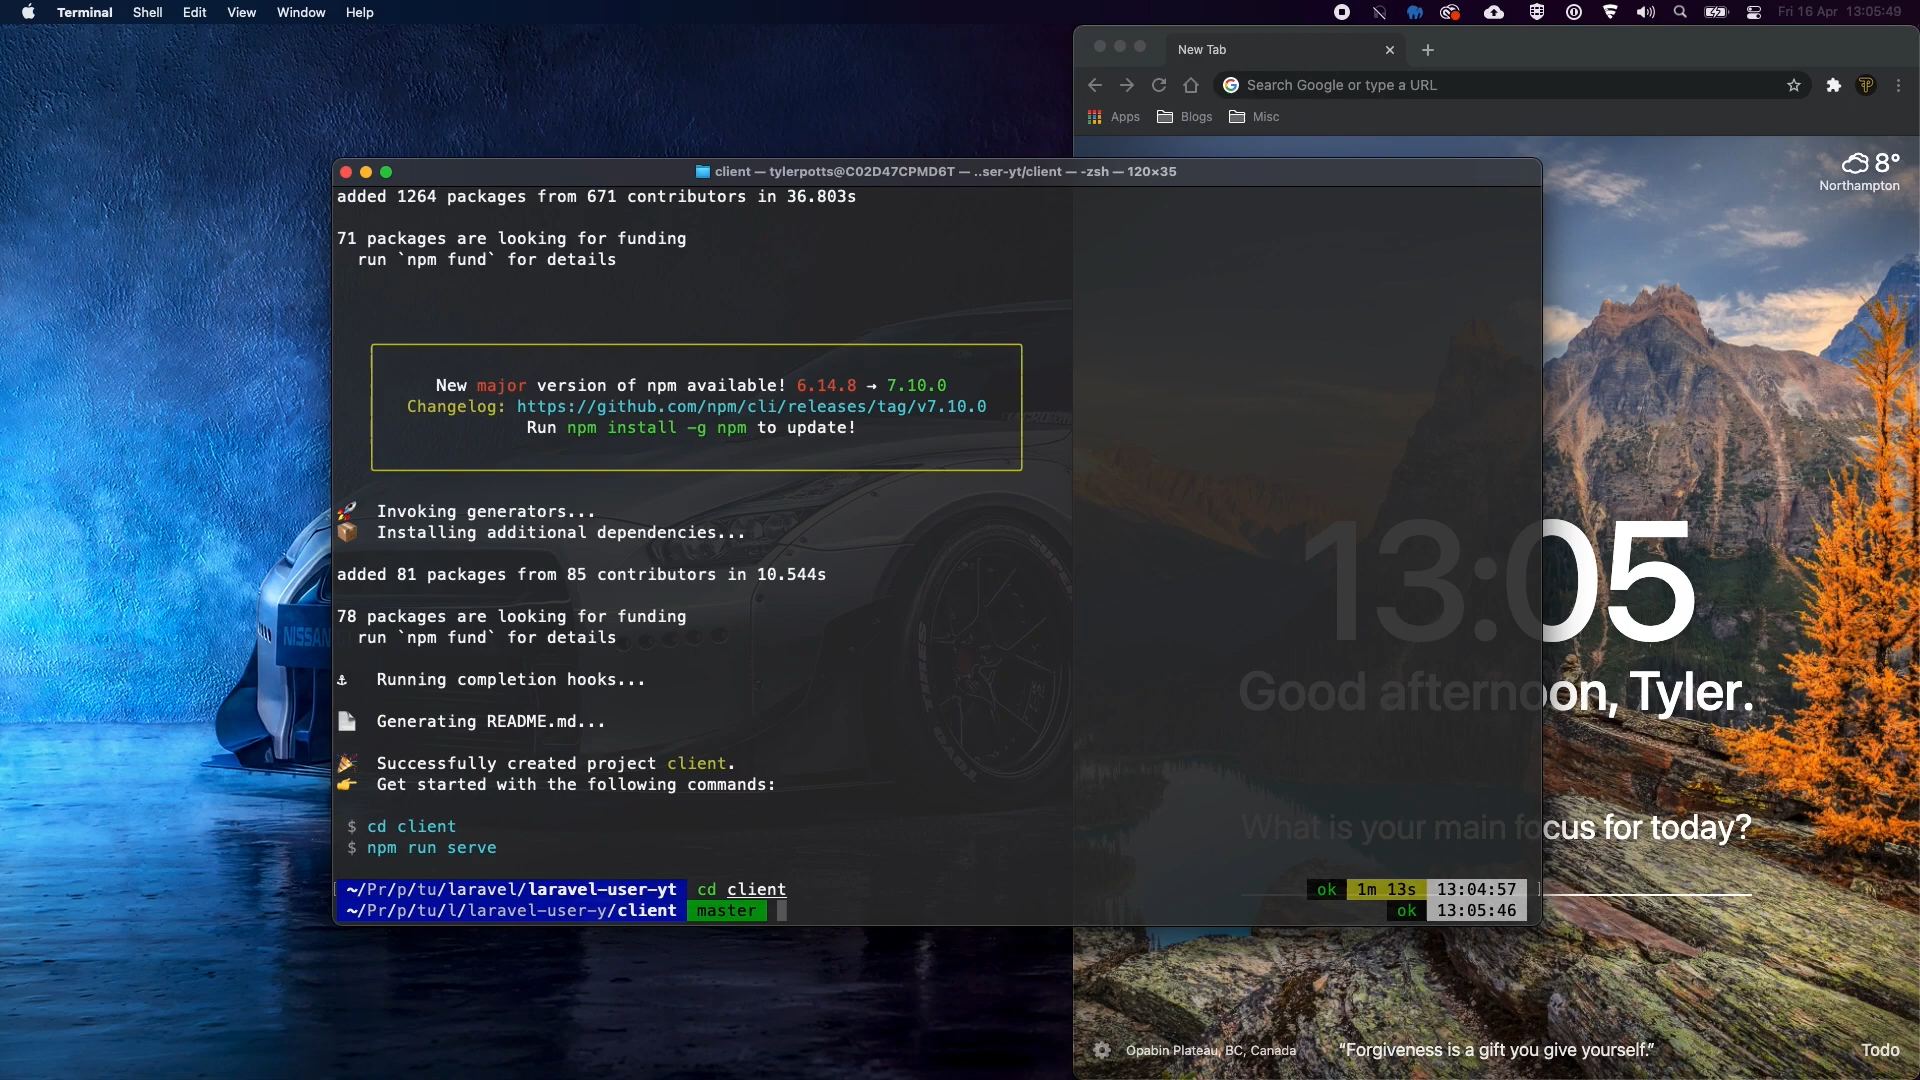 Terminal Shell Edit View Window Help
Fri 16 Apr 13:05:49
New Tab
Search Google or type a URL
Apps Blogs Misc
8°
Northampton
client — tylerpotts@C02D47CPMD6T — ..ser-yt/client — -zsh — 120×35
added 1264 packages from 671 contributors in 36.803s
71 packages are looking for funding
run `npm fund` for details
New major version of npm available! 6.14.8 → 7.10.0
Changelog: https://github.com/npm/cli/releases/tag/v7.10.0
Run npm install -g npm to update!
🚀 Invoking generators...
📦 Installing additional dependencies...
added 81 packages from 85 contributors in 10.544s
78 packages are looking for funding
run `npm fund` for details
⚓ Running completion hooks...
📄 Generating README.md...
🎉 Successfully created project client.
👉 Get started with the following commands:
$ cd client
$ npm run serve
~/Pr/p/tu/laravel/laravel-user-yt cd client ok 1m 13s 13:04:57
~/Pr/p/tu/l/laravel-user-y/client master ok 13:05:46
13:05
Good afternoon, Tyler.
What is your main focus for today?
Opabin Plateau, BC, Canada
“Forgiveness is a gift you give yourself.”
Todo
NISSAN